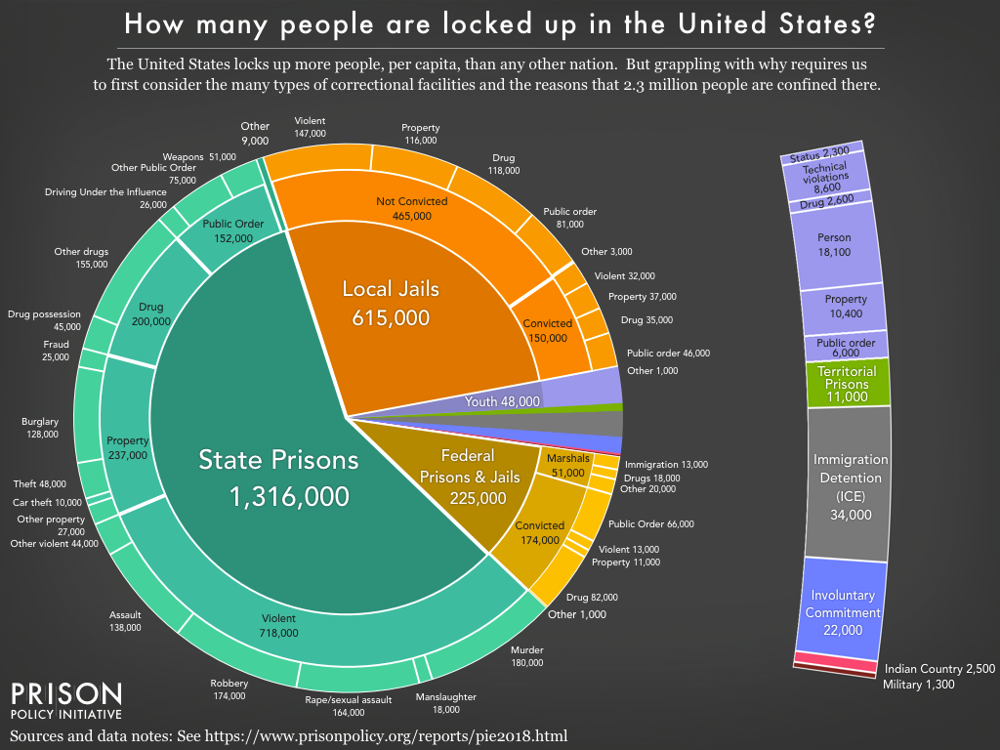 How many people are locked up in the United States?
The United States locks up more people, per capita, than any other nation.  But grappling with why requires us
to first consider the many types of correctional facilities and the reasons that 2.3 million people are confined there.
Other
9,000
Violent
147,000
Property
116,000
Drug
118,000
Public order
81,000
Other 3,000
Violent 32,000
Property 37,000
Drug 35,000
Public order 46,000
Other 1,000
Not Convicted
465,000
Convicted
150,000
Local Jails
615,000
Youth 48,000
Weapons 51,000
Other Public Order
75,000
Driving Under the Influence
26,000
Other drugs
155,000
Drug possession
45,000
Fraud
25,000
Burglary
128,000
Theft 48,000
Car theft 10,000
Other property
27,000
Other violent 44,000
Assault
138,000
Robbery
174,000
Rape/sexual assault
164,000
Manslaughter
18,000
Murder
180,000
Public Order
152,000
Drug
200,000
Property
237,000
Violent
718,000
State Prisons
1,316,000
Federal
Prisons & Jails
225,000
Marshals
51,000
Convicted
174,000
Immigration 13,000
Drugs 18,000
Other 20,000
Public Order 66,000
Violent 13,000
Property 11,000
Drug 82,000
Other 1,000
Status 2,300
Technical
violations
8,600
Drug 2,600
Person
18,100
Property
10,400
Public order
6,000
Territorial
Prisons
11,000
Immigration
Detention
(ICE)
34,000
Involuntary
Commitment
22,000
Indian Country 2,500
Military 1,300
PRISON
POLICY INITIATIVE
Sources and data notes: See https://www.prisonpolicy.org/reports/pie2018.html